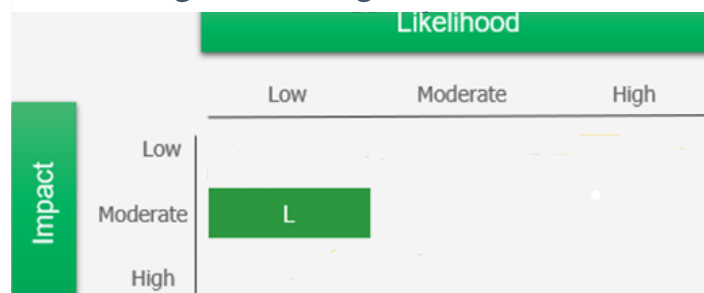 Likelihood
Low Moderate High
Impact
Low
Moderate L
High